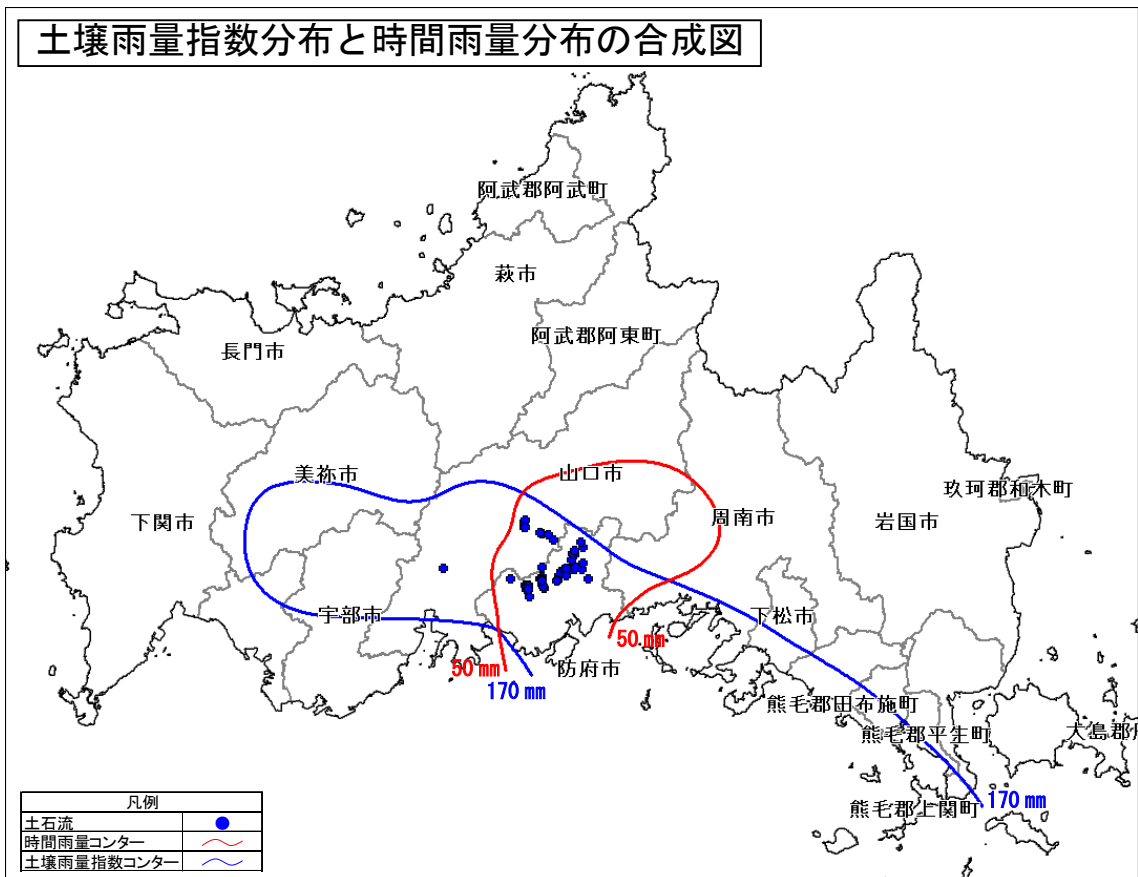 土壌雨量指数分布と時間雨量分布の合成図
阿武郡阿武町
萩市
阿武郡阿東町
長門市
美祢市
山口市
玖珂郡和木町
下関市
周南市
岩国市
宇部市
下松市
50mm
50mm
防府市
170mm
熊毛郡田布施町
熊毛郡平生町
大島郡
熊毛郡上関町
170mm
凡例
土石流
時間雨量コンター
土壌雨量指数コンター